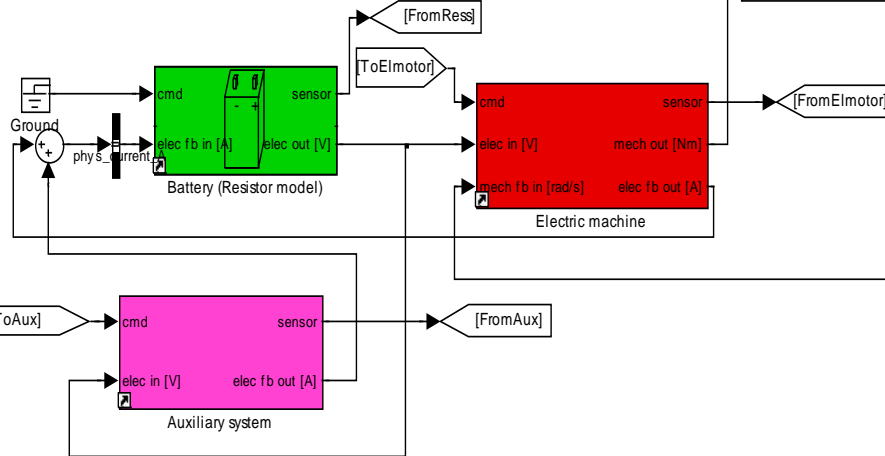 [FromRess]
[ToElmotor]
cmd
sensor
Ground
elec fb in [A]
elec out [V]
- +
+
+
phys_current_A
Battery (Resistor model)
cmd
sensor
[FromElmotor]
elec in [V]
mech out [Nm]
mech fb in [rad/s]
elec fb out [A]
Electric machine
ToAux]
cmd
sensor
[FromAux]
elec in [V]
elec fb out [A]
Auxiliary system